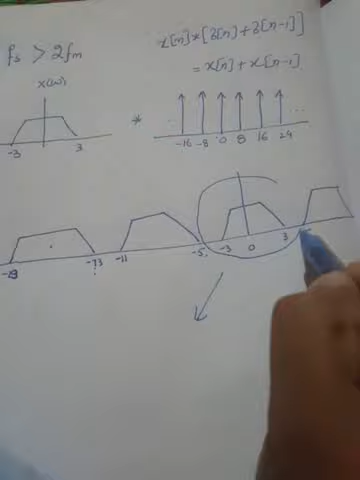 fs > 2fm
x[n]*[δ[n]+δ[n-1]]
= x[n] + x[n-1]
X(ω)
-3 3
*
-16 -8 0 8 16 24
-19 -13 -11 -5 -3 0 3